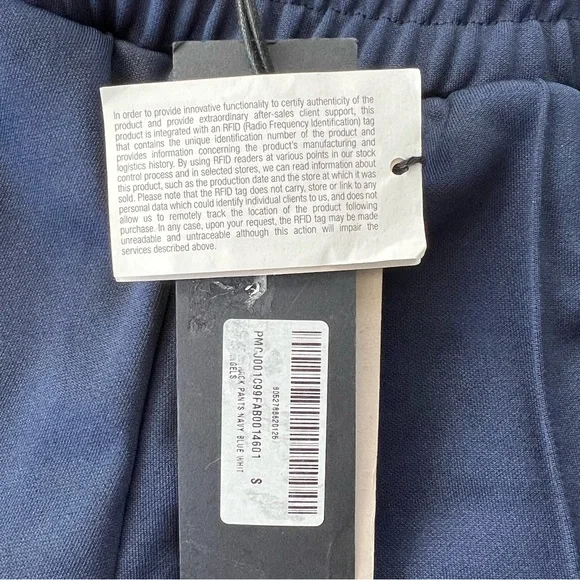 In order to provide innovative functionality to certify authenticity of the
product and provide extraordinary after-sales client support, this
product is integrated with an RFID (Radio Frequency Identification) tag
that contains the unique identification number of the product and
provides information concerning the product's manufacturing and
logistics history. By using RFID readers at various points in our stock
control process and in selected stores, we can read information about
this product, such as the production date and the store at which it was
sold. Please note that the RFID tag does not carry, store or link to any
personal data which could identify individual clients to us, and does not
allow us to remotely track the location of the product following
purchase. In any case, upon your request, the RFID tag may be made
unreadable and untraceable although this action will impair the
services described above.
8052788620126
PMCJ001C99FAB0014601 S
PANTS NAVY BLUE WHIT